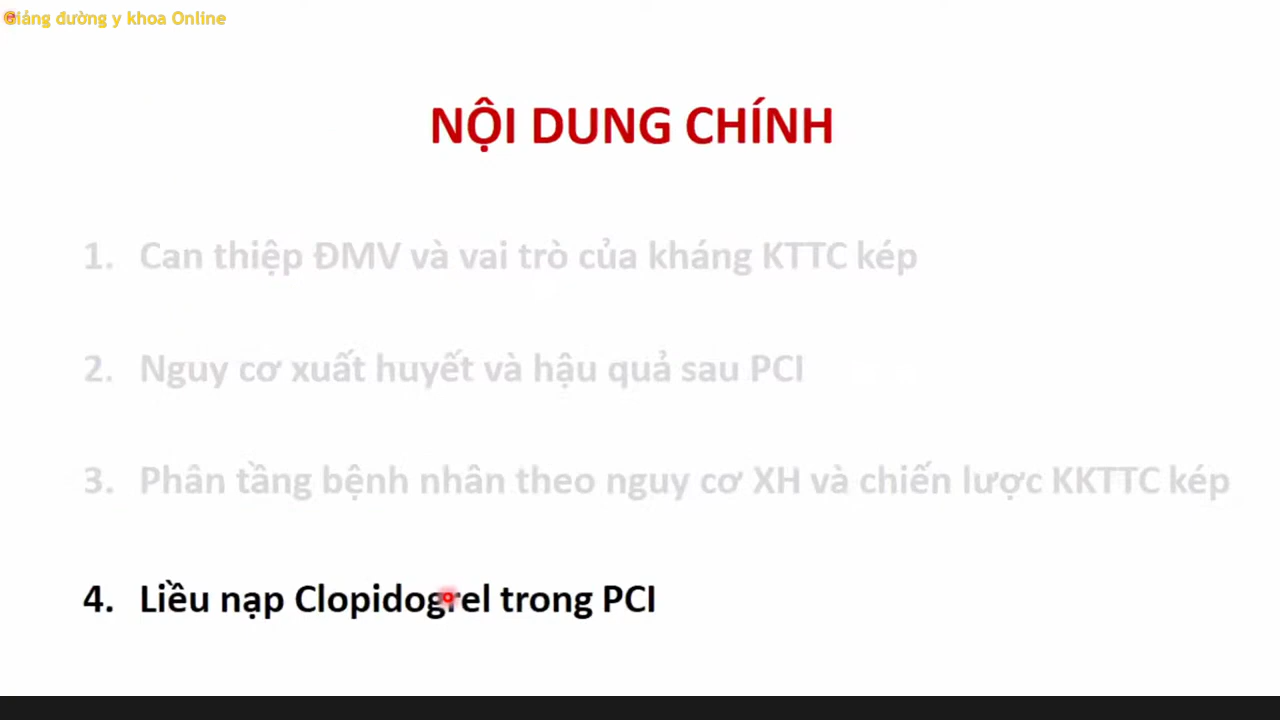 Giảng đường y khoa Online
NỘI DUNG CHÍNH
1. Can thiệp ĐMV và vai trò của kháng KTTC kép
2. Nguy cơ xuất huyết và hậu quả sau PCI
3. Phân tầng bệnh nhân theo nguy cơ XH và chiến lược KKTTC kép
4. Liều nạp Clopidogrel trong PCI